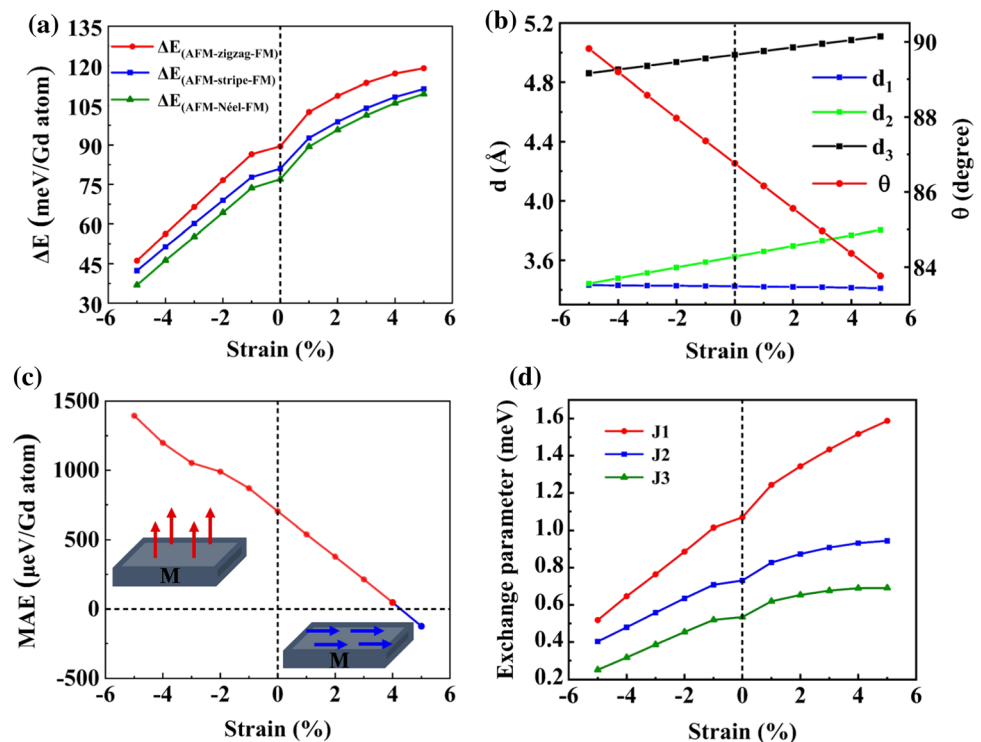 (a)
135
120
105
90
75
60
45
30
ΔE (meV/Gd atom)
ΔE(AFM-zigzag-FM)
ΔE(AFM-stripe-FM)
ΔE(AFM-Néel-FM)
-6 -4 -2 0 2 4 6
Strain (%)
(b)
5.2
4.8
4.4
4.0
3.6
d (Å)
d1
d2
d3
θ
90
88
86
84
θ (degree)
-6 -4 -2 0 2 4 6
Strain (%)
(c)
1500
1000
500
0
-500
MAE (μeV/Gd atom)
M
M
-6 -4 -2 0 2 4 6
Strain (%)
(d)
1.6
1.4
1.2
1.0
0.8
0.6
0.4
0.2
Exchange parameter (meV)
J1
J2
J3
-6 -4 -2 0 2 4 6
Strain (%)